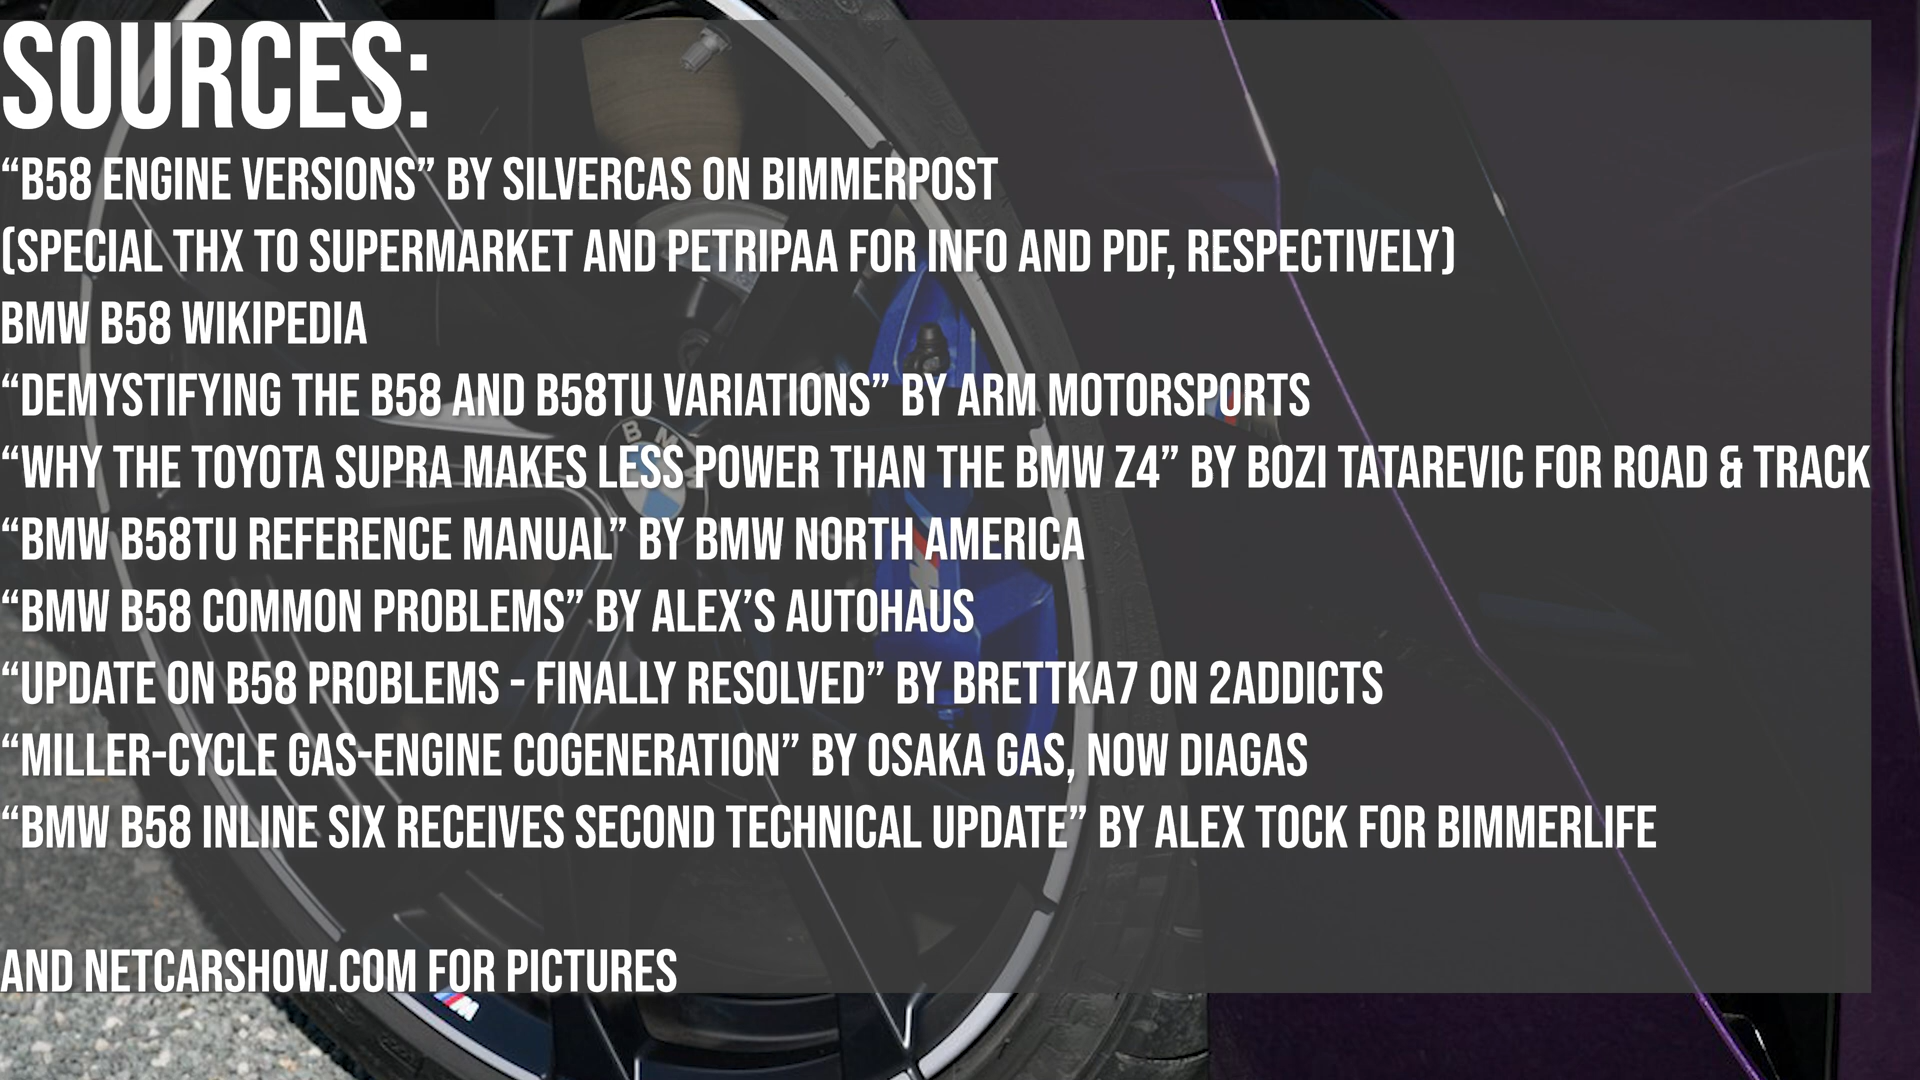 SOURCES:
“B58 ENGINE VERSIONS” BY SILVERCAS ON BIMMERPOST
(SPECIAL THX TO SUPERMARKET AND PETRIPAA FOR INFO AND PDF, RESPECTIVELY)
BMW B58 WIKIPEDIA
“DEMYSTIFYING THE B58 AND B58TU VARIATIONS” BY ARM MOTORSPORTS
“WHY THE TOYOTA SUPRA MAKES LESS POWER THAN THE BMW Z4” BY BOZI TATAREVIC FOR ROAD & TRACK
“BMW B58TU REFERENCE MANUAL” BY BMW NORTH AMERICA
“BMW B58 COMMON PROBLEMS” BY ALEX’S AUTOHAUS
“UPDATE ON B58 PROBLEMS - FINALLY RESOLVED” BY BRETTKA7 ON 2ADDICTS
“MILLER-CYCLE GAS-ENGINE COGENERATION” BY OSAKA GAS, NOW DIAGAS
“BMW B58 INLINE SIX RECEIVES SECOND TECHNICAL UPDATE” BY ALEX TOCK FOR BIMMERLIFE
AND NETCARSHOW.COM FOR PICTURES
BMW
M
M